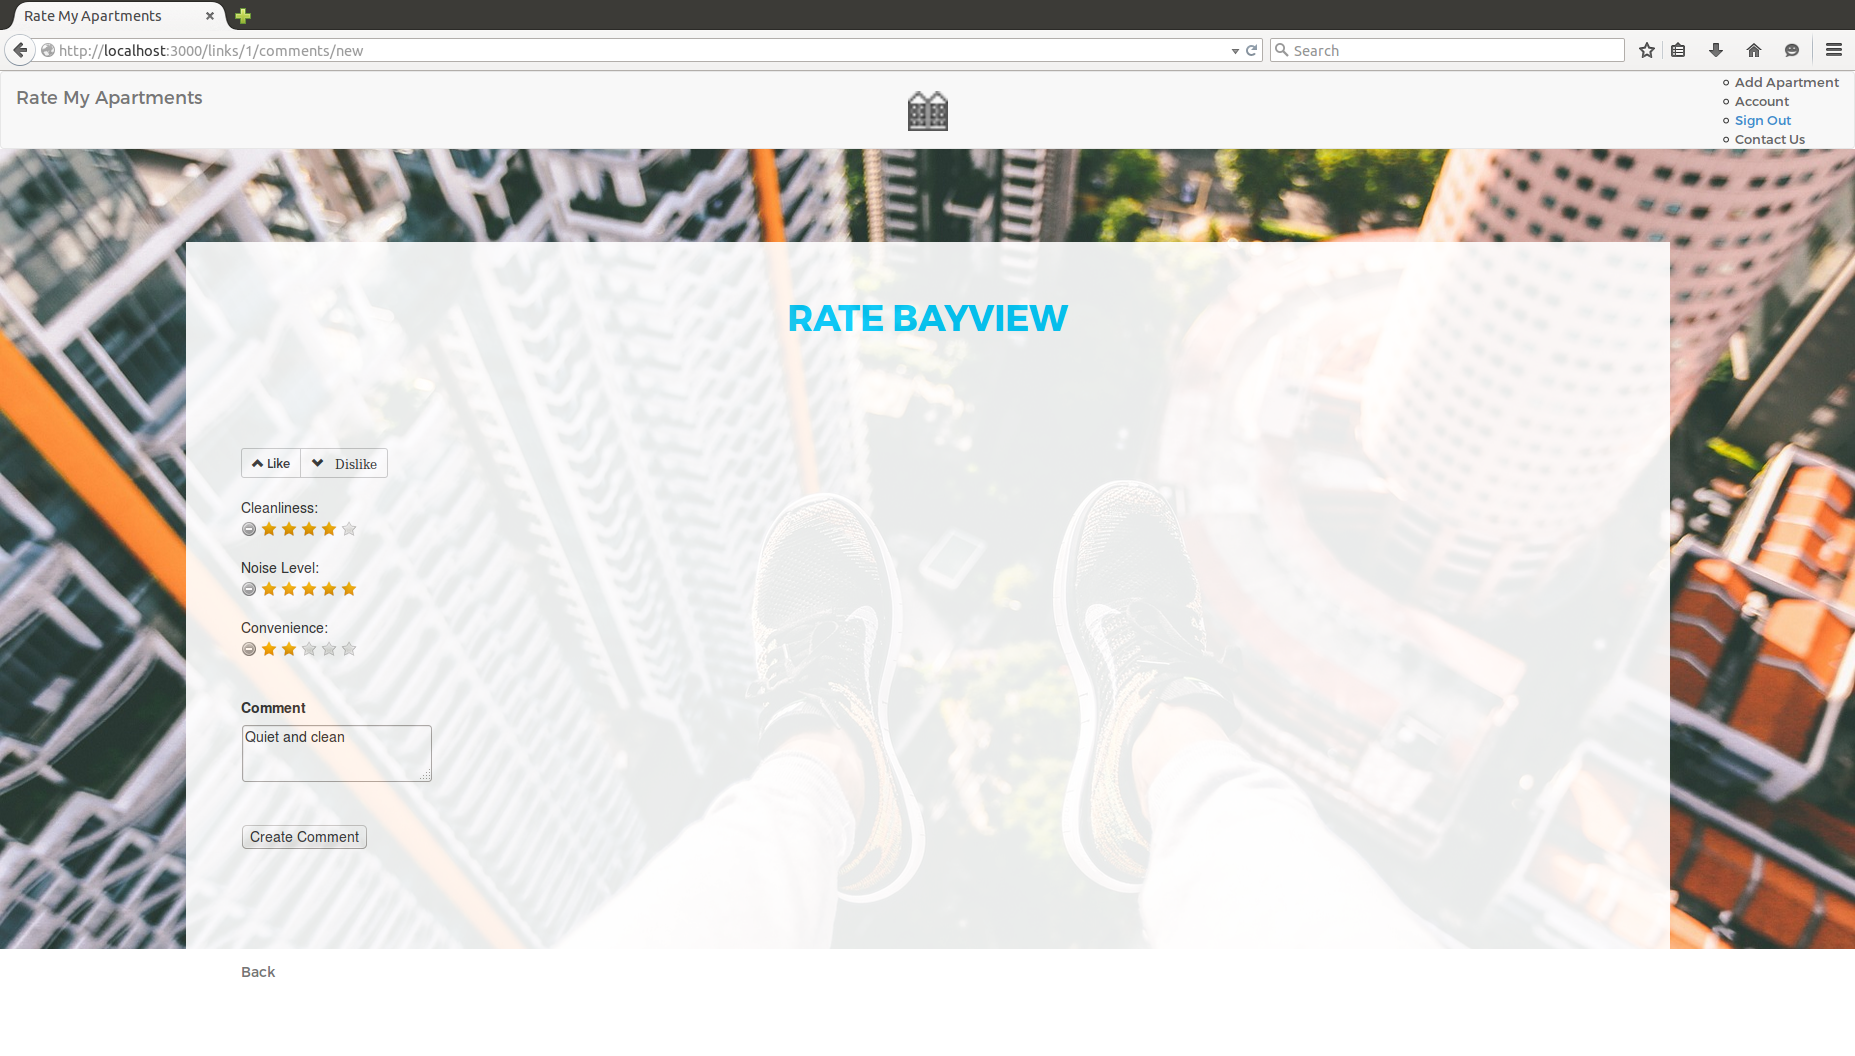 Rate My Apartments
http://localhost:3000/links/1/comments/new
Search
Rate My Apartments
Add Apartment
Account
Sign Out
Contact Us
RATE BAYVIEW
Like Dislike
Cleanliness:
Noise Level:
Convenience:
Comment
Quiet and clean
Create Comment
Back